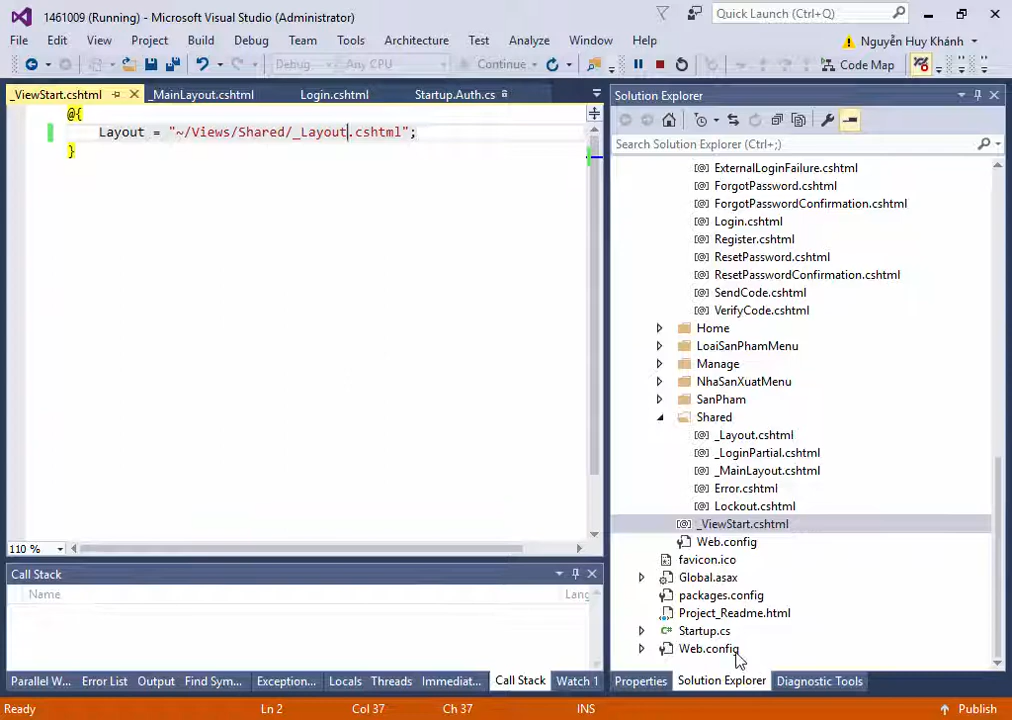 1461009 (Running) - Microsoft Visual Studio (Administrator)
Quick Launch (Ctrl+Q)
File Edit View Project Build Debug Team Tools Architecture Test Analyze Window Help
Nguyễn Huy Khánh
Debug Any CPU Continue Code Map
_ViewStart.cshtml _MainLayout.cshtml Login.cshtml Startup.Auth.cs
@{
Layout = "~/Views/Shared/_Layout.cshtml";
}
110 %
Call Stack
Name Lang
Parallel W... Error List Output Find Sym... Exception... Locals Threads Immediat... Call Stack Watch 1
Solution Explorer
Search Solution Explorer (Ctrl+;)
ExternalLoginFailure.cshtml
ForgotPassword.cshtml
ForgotPasswordConfirmation.cshtml
Login.cshtml
Register.cshtml
ResetPassword.cshtml
ResetPasswordConfirmation.cshtml
SendCode.cshtml
VerifyCode.cshtml
Home
LoaiSanPhamMenu
Manage
NhaSanXuatMenu
SanPham
Shared
_Layout.cshtml
_LoginPartial.cshtml
_MainLayout.cshtml
Error.cshtml
Lockout.cshtml
_ViewStart.cshtml
Web.config
favicon.ico
Global.asax
packages.config
Project_Readme.html
Startup.cs
Web.config
Properties Solution Explorer Diagnostic Tools
Ready Ln 2 Col 37 Ch 37 INS Publish